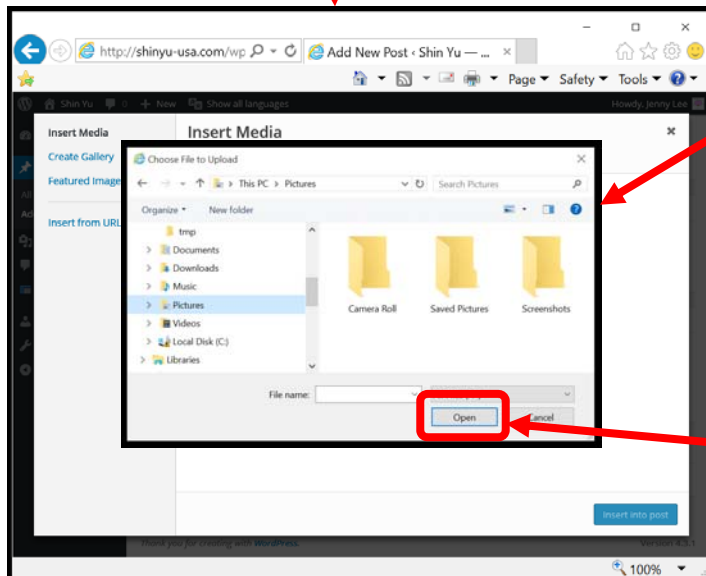 http://shinyu-usa.com/wp
Add New Post ‹ Shin Yu — ...
Page Safety Tools
Shin Yu 0 + New Show all languages Howdy, Jenny Lee
Insert Media Insert Media
Create Gallery
Featured Image
Insert from URL
Choose File to Upload
This PC > Pictures Search Pictures
Organize New folder
tmp
Documents
Downloads
Music
Pictures
Videos
Local Disk (C:)
Libraries
Camera Roll Saved Pictures Screenshots
File name:
Open Cancel
Insert into post
Thank you for creating with WordPress. Version 4.3.1
100%